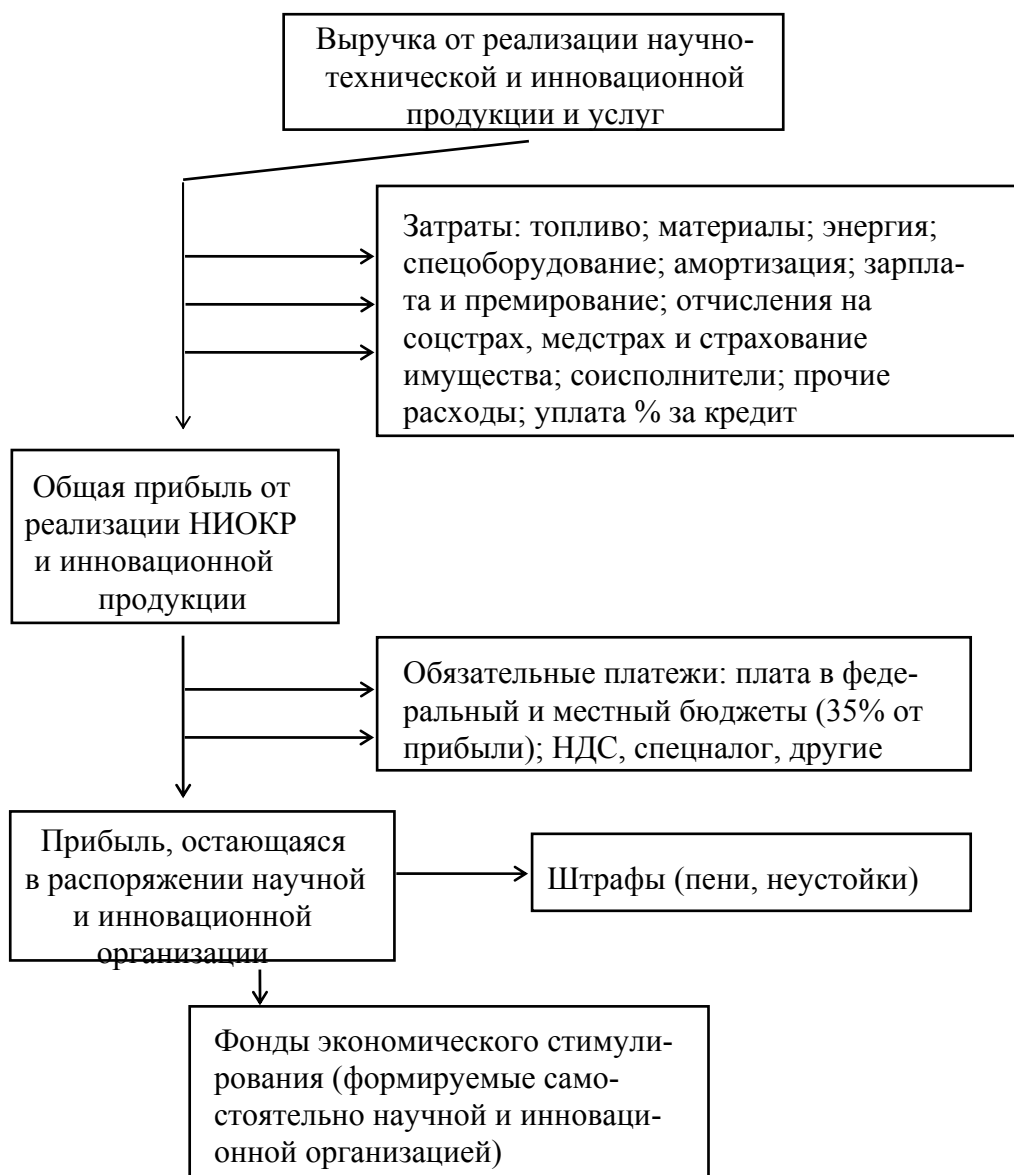 Выручка от реализации научно-
технической и инновационной
продукции и услуг
Затраты: топливо; материалы; энергия;
спецоборудование; амортизация; зарпла-
та и премирование; отчисления на
соцстрах, медстрах и страхование
имущества; соисполнители; прочие
расходы; уплата % за кредит
Общая прибыль от
реализации НИОКР
и инновационной
продукции
Обязательные платежи: плата в феде-
ральный и местный бюджеты (35% от
прибыли); НДС, спецналог, другие
Прибыль, остающаяся
в распоряжении научной
и инновационной
организации
Штрафы (пени, неустойки)
Фонды экономического стимули-
рования (формируемые само-
стоятельно научной и инноваци-
онной организацией)